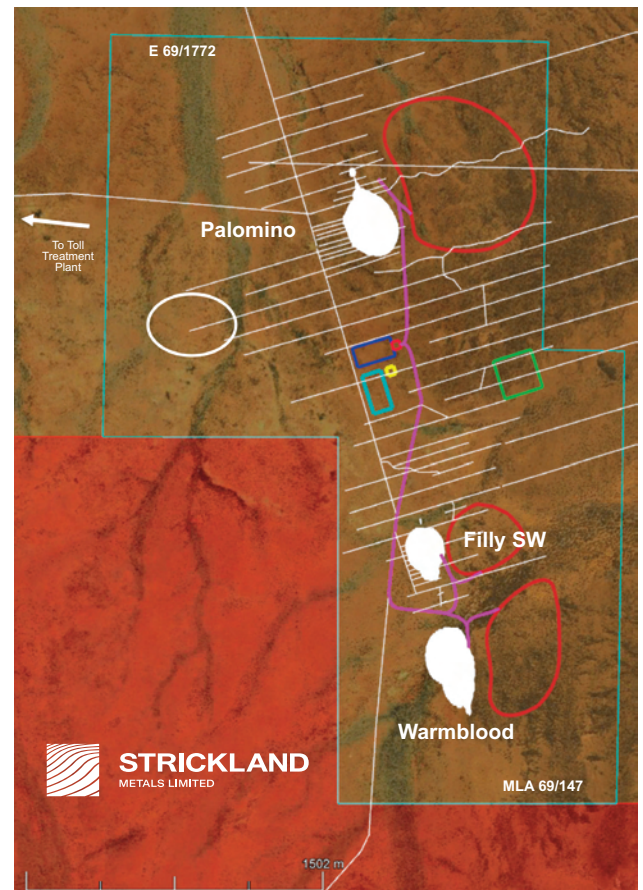 E 69/1772
Palomino
To Toll
Treatment
Plant
Filly SW
Warmblood
STRICKLAND
METALS LIMITED
MLA 69/147
1502 m